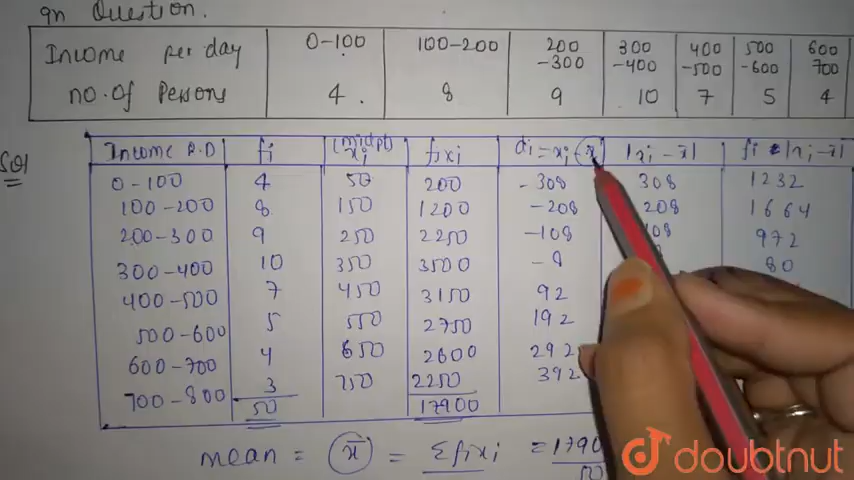 In Question.
Income per day 0-100 100-200 200-300 300-400 400-500 500-600 600 700
no. of Persons 4 8 9 10 7 5 4
Sol
Income P.D fi (midpt) xi fixi di = xi - x̄ |xi - x̄| fi |xi - x̄|
0-100 4 50 200 -308 308 1232
100-200 8 150 1200 -208 208 1664
200-300 9 250 2250 -108 108 972
300-400 10 350 3500 -8 80
400-500 7 450 3150 92
500-600 5 550 2750 192
600-700 4 650 2600 292
700-800 3 750 2250 392
50 17900
mean = x̄ = Σfixi = 1790
50
doubtnut